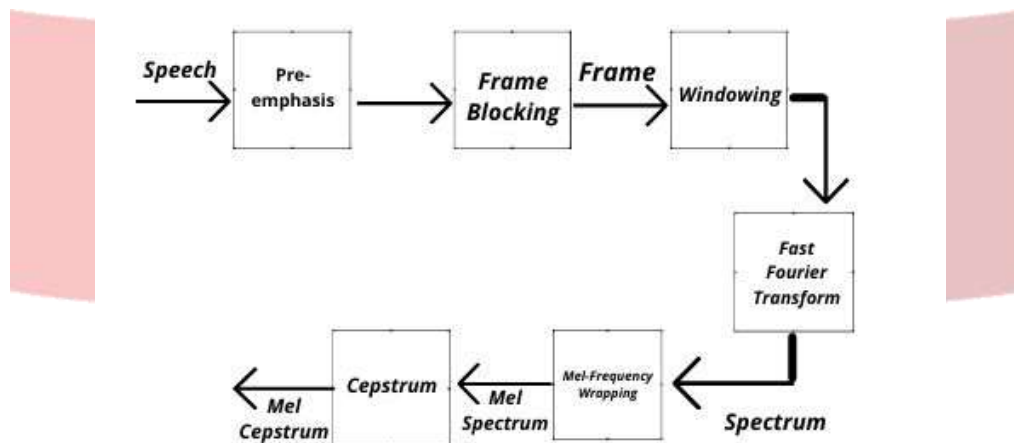 Speech
Pre-
emphasis
Frame
Blocking
Frame
Windowing
Fast
Fourier
Transform
Spectrum
Mel-Frequency
Wrapping
Mel
Spectrum
Cepstrum
Mel
Cepstrum